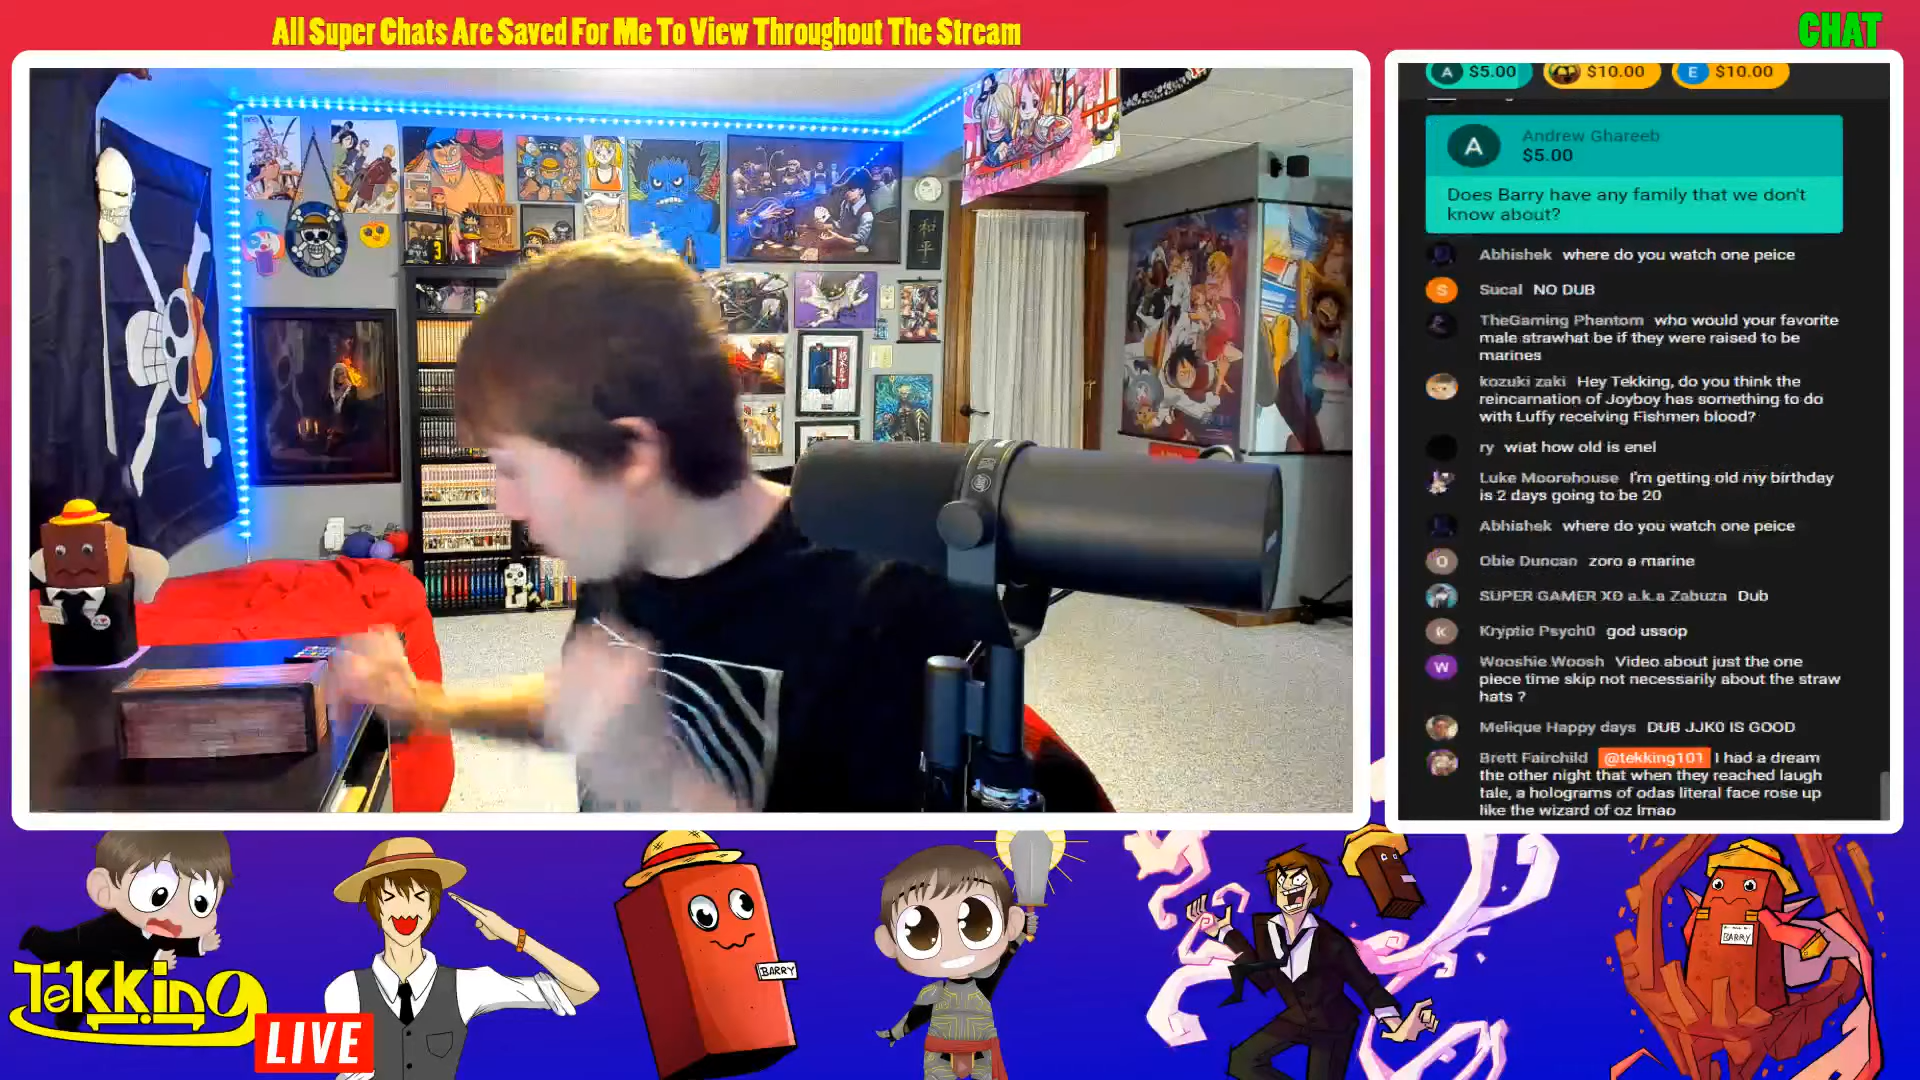 All Super Chats Are Saved For Me To View Throughout The Stream
CHAT
A $5.00
$10.00
E $10.00
A
Andrew Ghareeb
$5.00
Does Barry have any family that we don't
know about?
Abhishek where do you watch one peice
S Sucal NO DUB
TheGaming Phantom who would your favorite
male strawhat be if they were raised to be
marines
kozuki zaki Hey Tekking, do you think the
reincarnation of Joyboy has something to do
with Luffy receiving Fishmen blood?
ry wiat how old is enel
Luke Moorehouse I'm getting old my birthday
is 2 days going to be 20
Abhishek where do you watch one peice
O Obie Duncan zoro a marine
SUPER GAMER XD a.k.a Zabuza Dub
K Kryptic Psych0 god ussop
W Wooshie Woosh Video about just the one
piece time skip not necessarily about the straw
hats ?
Melique Happy days DUB JJK0 IS GOOD
Brett Fairchild @tekking101 I had a dream
the other night that when they reached laugh
tale, a holograms of odas literal face rose up
like the wizard of oz lmao
WANTED
和平
BARRY
BARRY
Tekking
LIVE